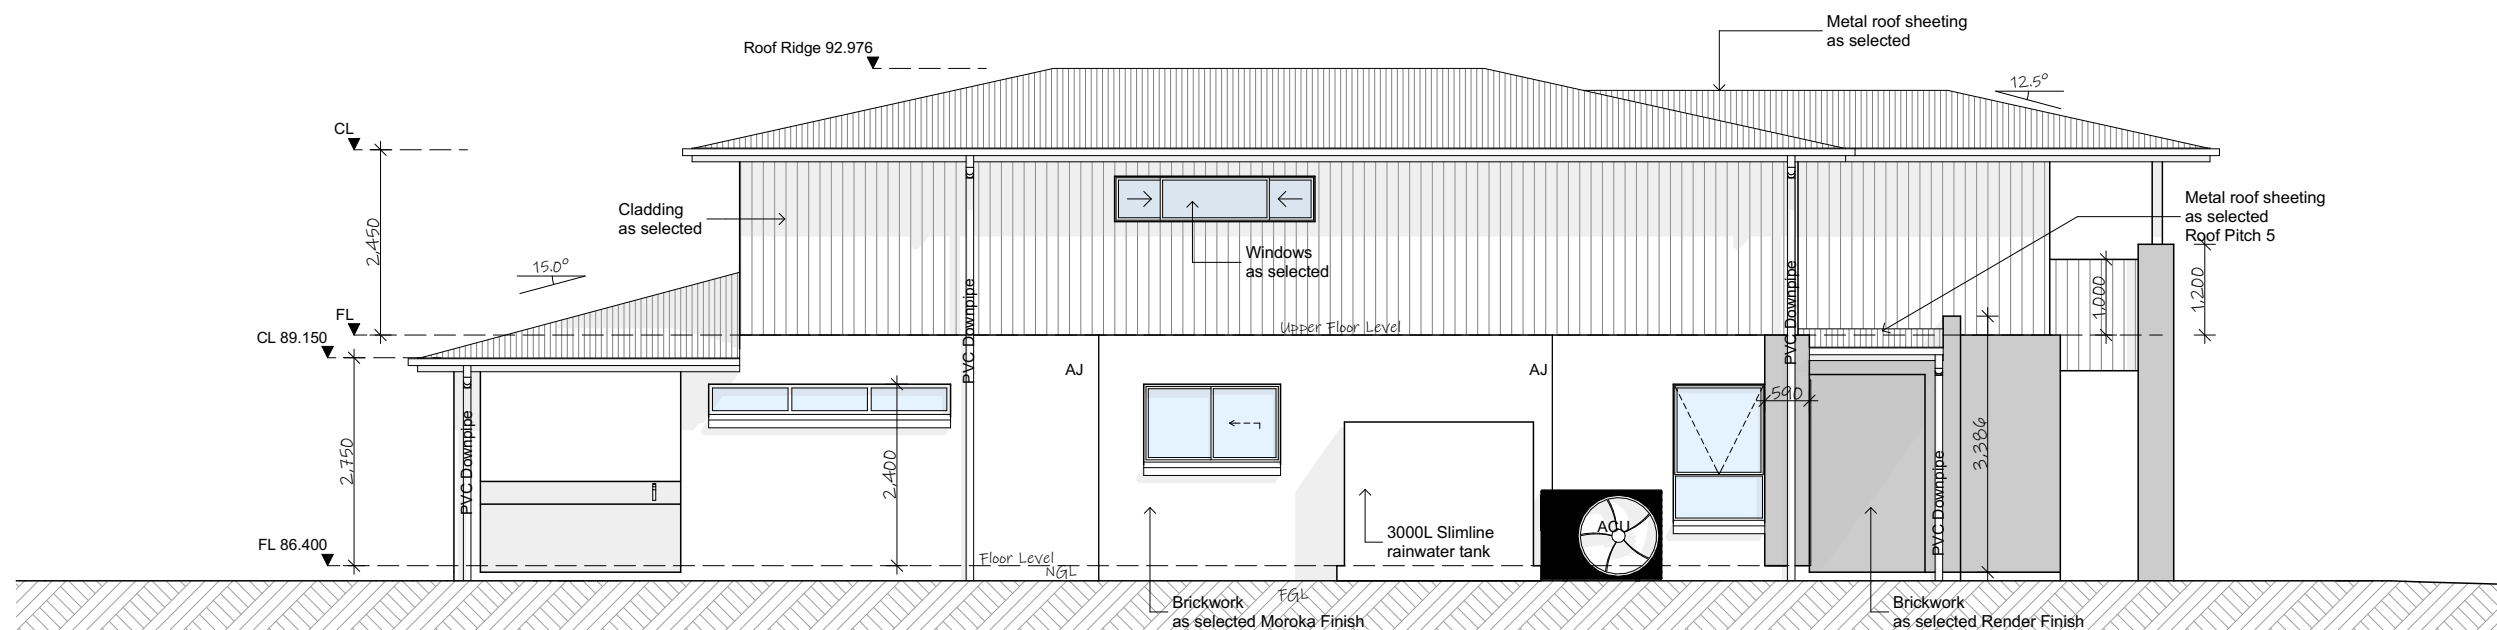 Metal roof sheeting
as selected
Roof Ridge 92.976
12.5°
CL
2,450
Cladding
as selected
Metal roof sheeting
as selected
Roof Pitch 5
Windows
as selected
15.0°
PVC Downpipe
PVC Downpipe
1,000
1,200
FL
Upper Floor Level
CL 89.150
AJ
AJ
590
2,750
PVC Downpipe
2,400
3,386
PVC Downpipe
3000L Slimline
rainwater tank
ACU
FL 86.400
Floor Level
NGL
FGL
Brickwork
as selected Moroka Finish
Brickwork
as selected Render Finish